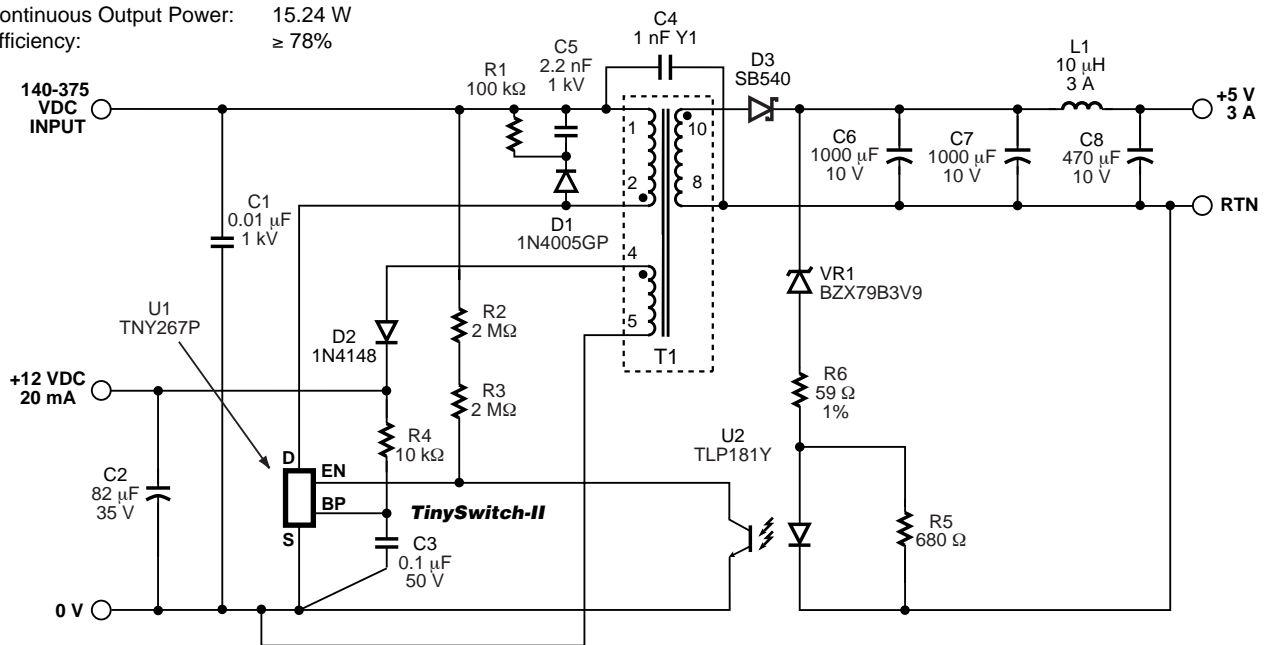 ontinuous Output Power: 15.24 W
fficiency: ≥ 78%
C4
1 nF Y1
C5
2.2 nF
1 kV
R1
100 kΩ
D3
SB540
L1
10 µH
3 A
140-375
VDC
INPUT
+5 V
3 A
1
10
2
8
C6
1000 µF
10 V
C7
1000 µF
10 V
C8
470 µF
10 V
RTN
C1
0.01 µF
1 kV
D1
1N4005GP
4
5
T1
VR1
BZX79B3V9
U1
TNY267P
D2
1N4148
R2
2 MΩ
R3
2 MΩ
R6
59 Ω
1%
+12 VDC
20 mA
R4
10 kΩ
U2
TLP181Y
C2
82 µF
35 V
D
EN
BP
S
TinySwitch-II
C3
0.1 µF
50 V
R5
680 Ω
0 V